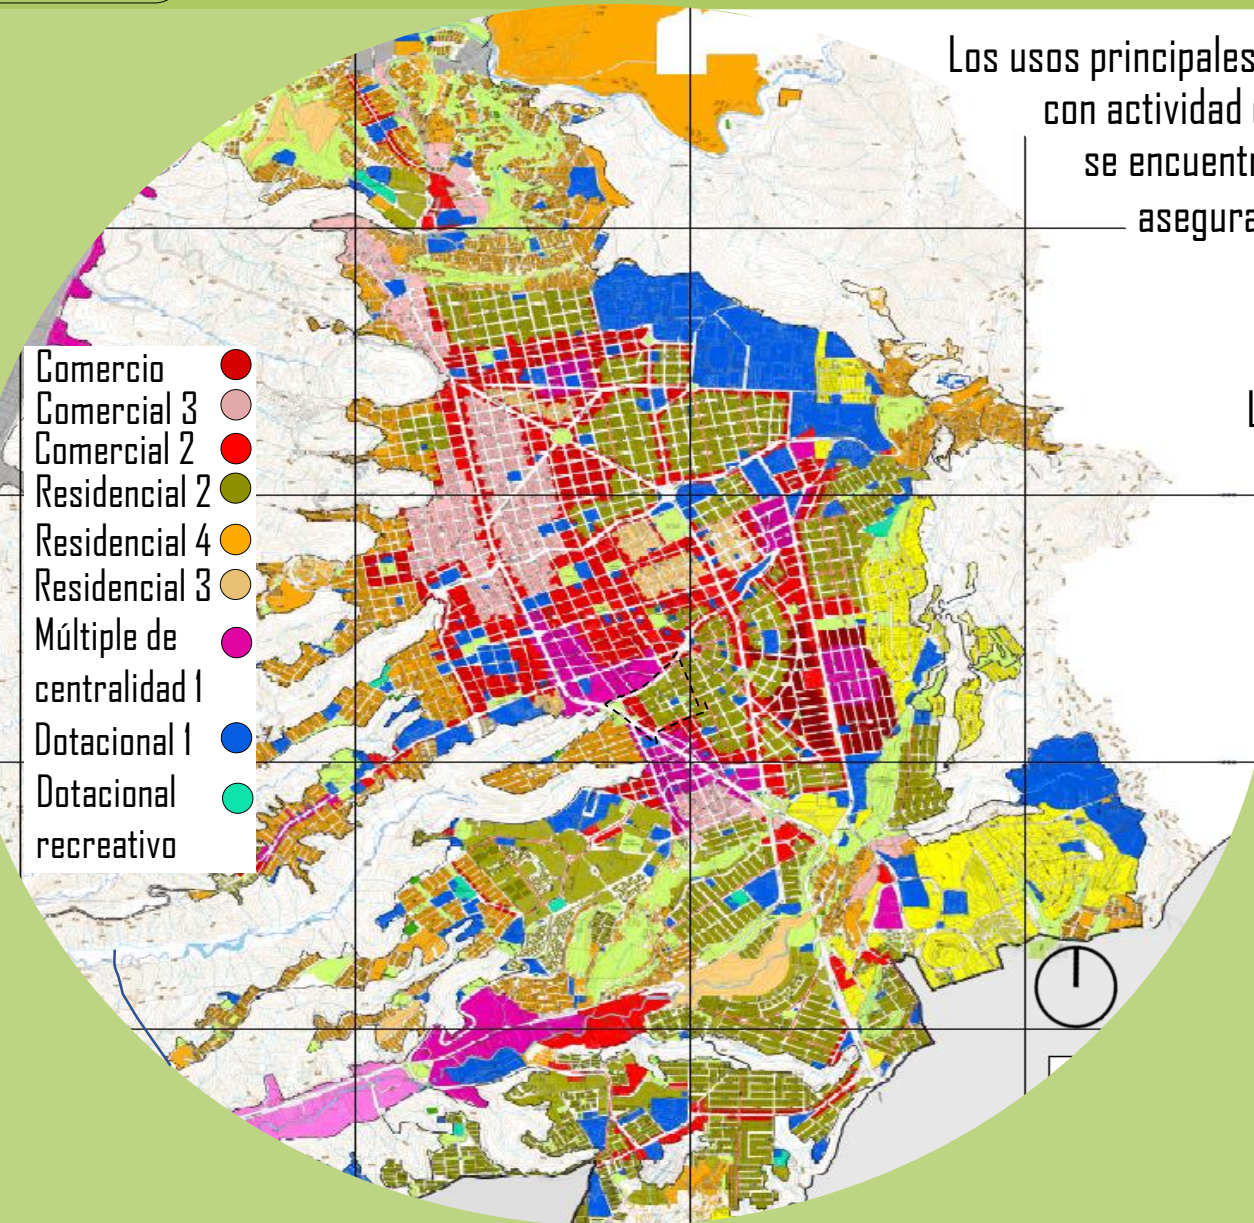 Los usos principales
con actividad
se encuentr
asegura
L
Comercio
Comercial 3
Comercial 2
Residencial 2
Residencial 4
Residencial 3
Múltiple de
centralidad 1
Dotacional 1
Dotacional
recreativo